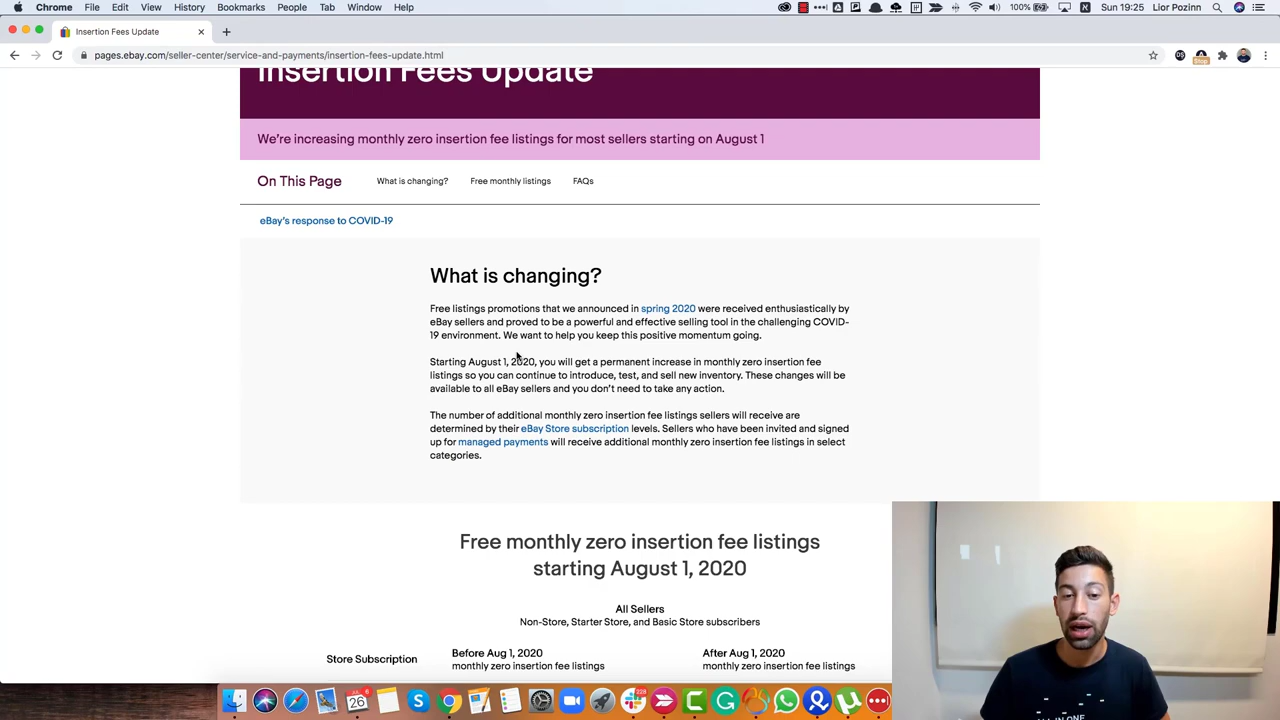 Chrome File Edit View History Bookmarks People Tab Window Help 100% Sun 19:25 Lior Pozinn
Insertion Fees Update
pages.ebay.com/seller-center/service-and-payments/insertion-fees-update.html
Stop
Insertion Fees Update
We're increasing monthly zero insertion fee listings for most sellers starting on August 1
On This Page What is changing? Free monthly listings FAQs
eBay's response to COVID-19
What is changing?
Free listings promotions that we announced in spring 2020 were received enthusiastically by
eBay sellers and proved to be a powerful and effective selling tool in the challenging COVID-
19 environment. We want to help you keep this positive momentum going.
Starting August 1, 2020, you will get a permanent increase in monthly zero insertion fee
listings so you can continue to introduce, test, and sell new inventory. These changes will be
available to all eBay sellers and you don't need to take any action.
The number of additional monthly zero insertion fee listings sellers will receive are
determined by their eBay Store subscription levels. Sellers who have been invited and signed
up for managed payments will receive additional monthly zero insertion fee listings in select
categories.
Free monthly zero insertion fee listings
starting August 1, 2020
All Sellers
Non-Store, Starter Store, and Basic Store subscribers
Store Subscription
Before Aug 1, 2020
monthly zero insertion fee listings
After Aug 1, 2020
monthly zero insertion fee listings
26
6
228
ALL IN ONE